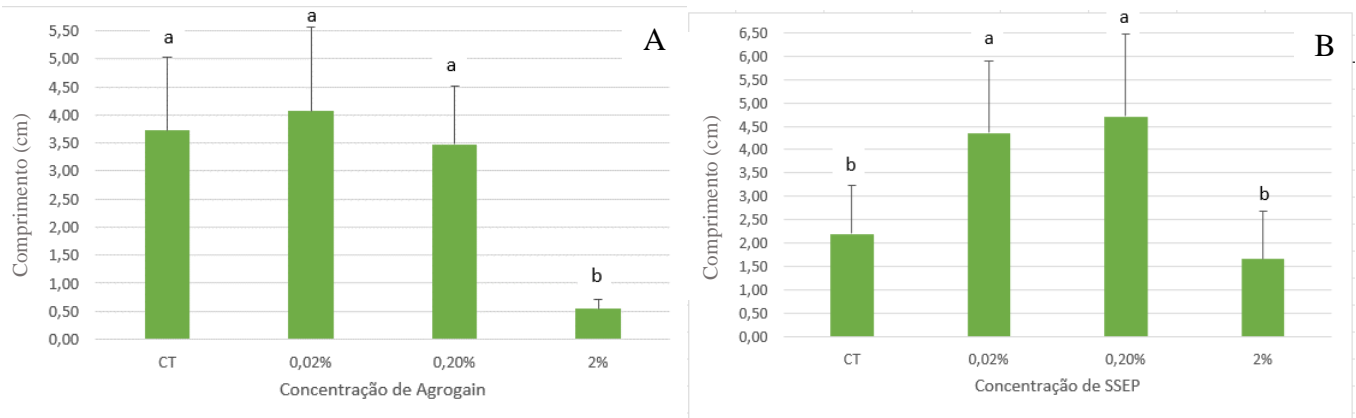 A
Comprimento (cm)
5,50
5,00
4,50
4,00
3,50
3,00
2,50
2,00
1,50
1,00
0,50
0,00
a
a
a
b
CT
0,02%
0,20%
2%
Concentração de Agrogain
B
Comprimento (cm)
6,50
6,00
5,50
5,00
4,50
4,00
3,50
3,00
2,50
2,00
1,50
1,00
0,50
0,00
b
a
a
b
CT
0,02%
0,20%
2%
Concentração de SSEP